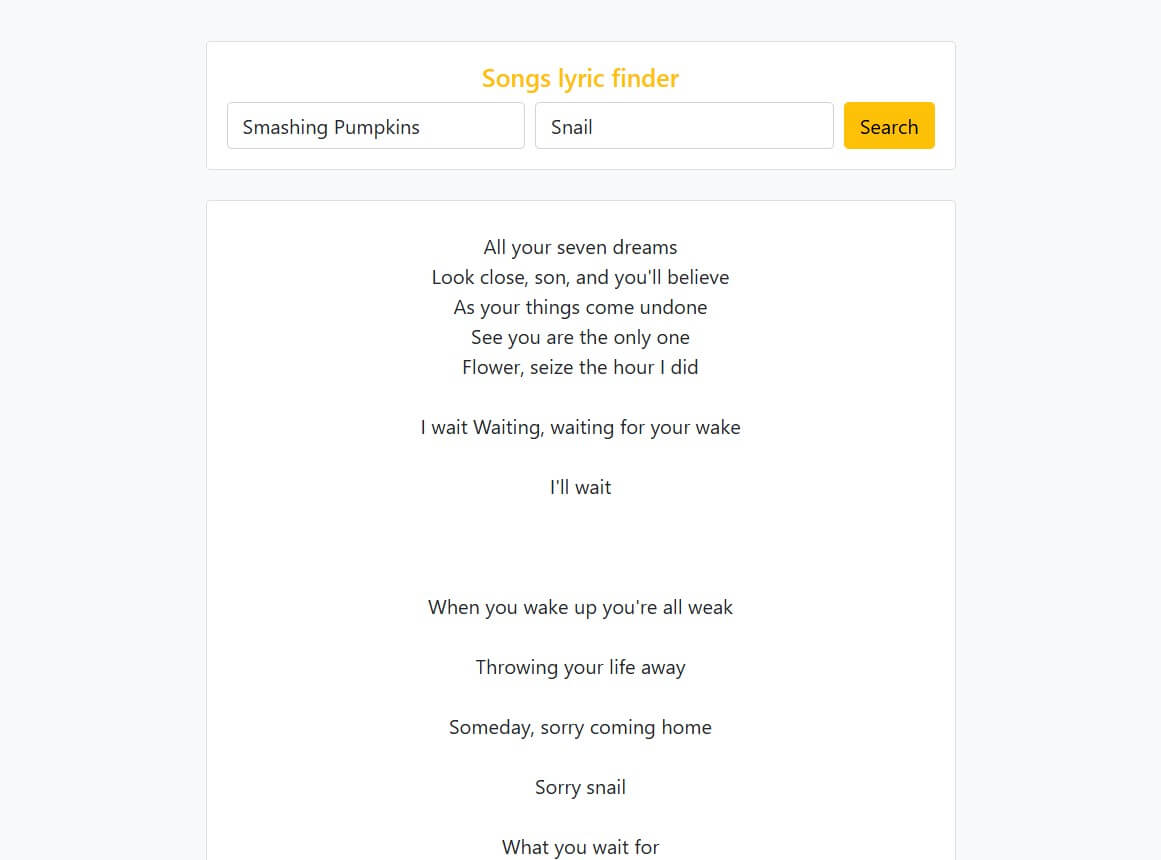 Songs lyric finder
Smashing Pumpkins
Snail
Search
All your seven dreams
Look close, son, and you'll believe
As your things come undone
See you are the only one
Flower, seize the hour I did
I wait Waiting, waiting for your wake
I'll wait
When you wake up you're all weak
Throwing your life away
Someday, sorry coming home
Sorry snail
What you wait for